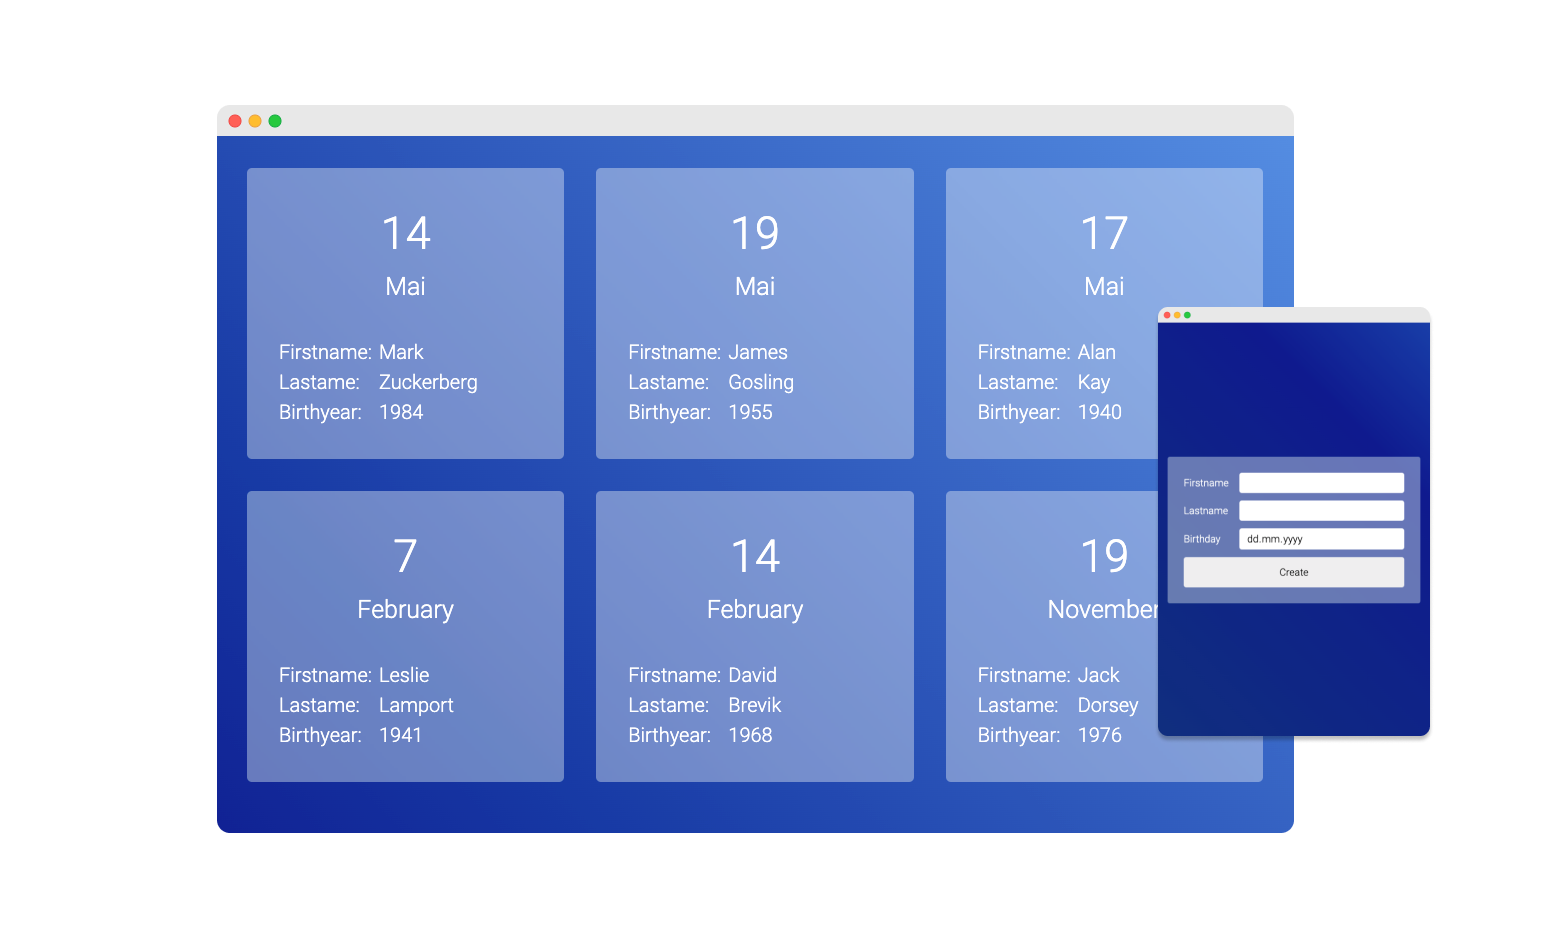 14
Mai
Firstname: Mark
Lastame: Zuckerberg
Birthyear: 1984
19
Mai
Firstname: James
Lastame: Gosling
Birthyear: 1955
17
Mai
Firstname: Alan
Lastame: Kay
Birthyear: 1940
7
February
Firstname: Leslie
Lastame: Lamport
Birthyear: 1941
14
February
Firstname: David
Lastame: Brevik
Birthyear: 1968
19
November
Firstname: Jack
Lastame: Dorsey
Birthyear: 1976
Firstname
Lastname
Birthday dd.mm.yyyy
Create